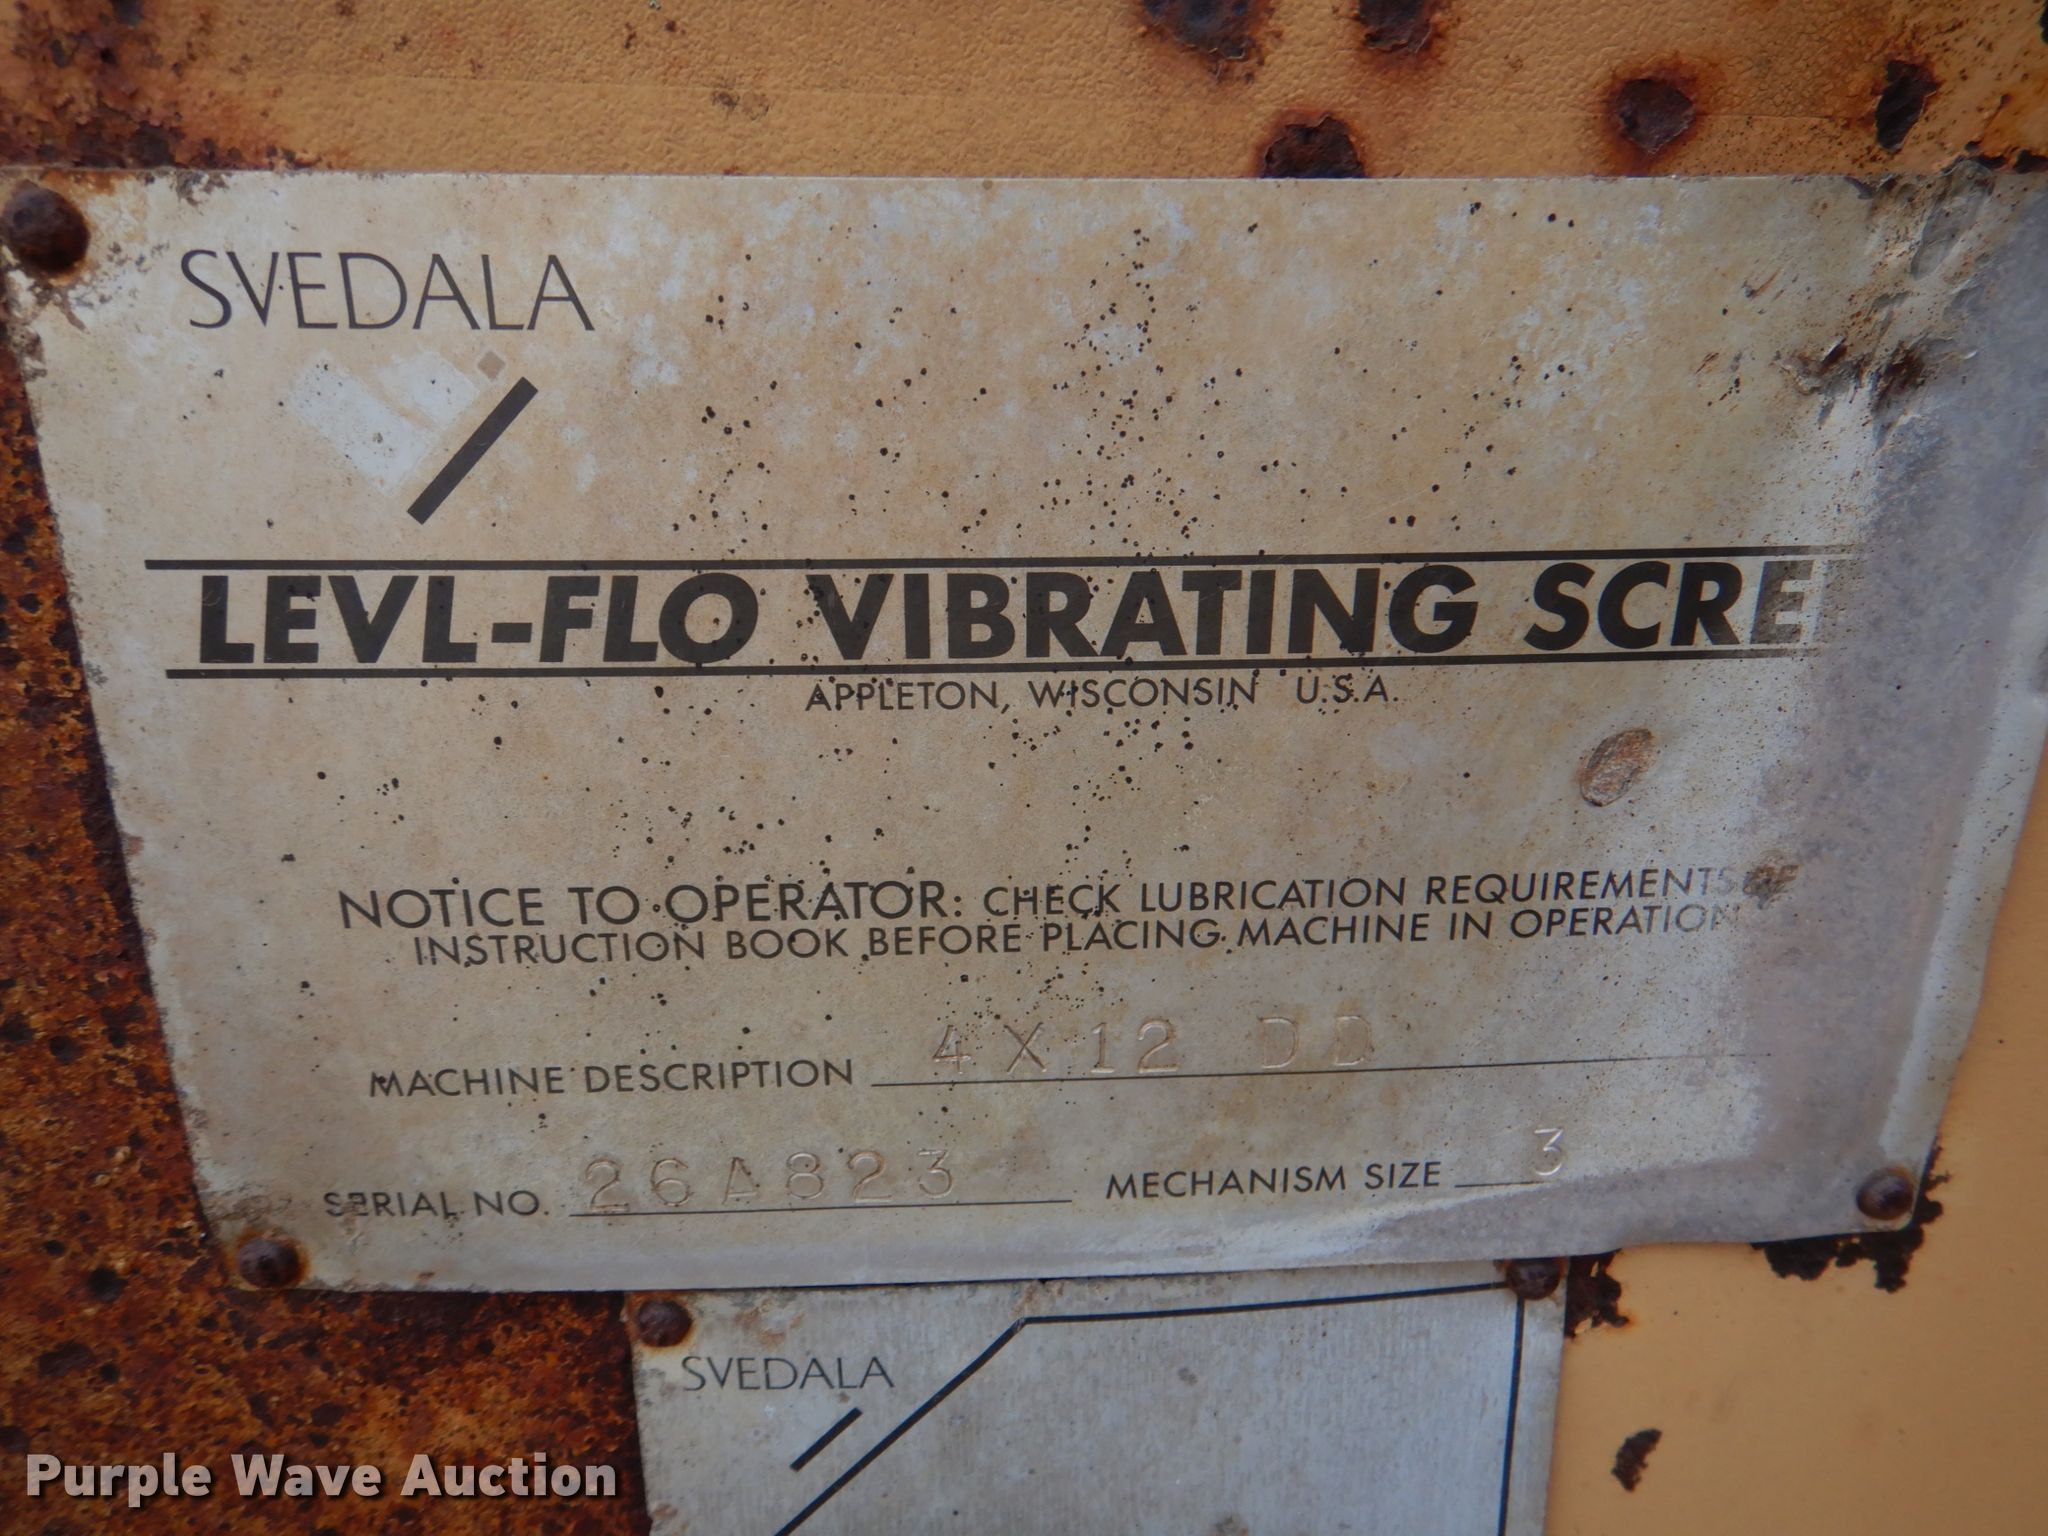 SVEDALA
LEVL-FLO VIBRATING SCRE
APPLETON, WISCONSIN U.S.A.
NOTICE TO OPERATOR: CHECK LUBRICATION REQUIREMENTS
INSTRUCTION BOOK BEFORE PLACING MACHINE IN OPERATION
MACHINE DESCRIPTION 4 X 12 DD
SERIAL NO. 26A823 MECHANISM SIZE 3
SVEDALA
Purple Wave Auction